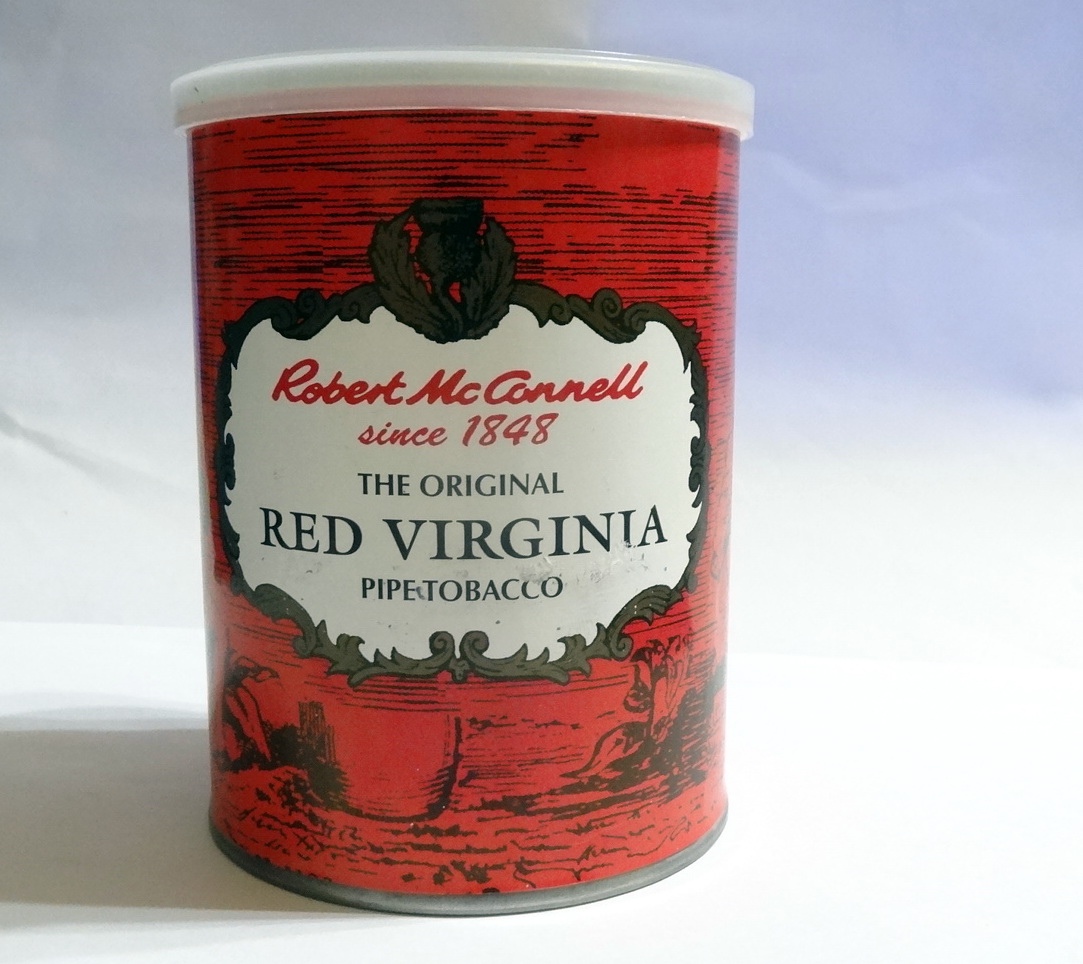 Robert McConnell
since 1848
THE ORIGINAL
RED VIRGINIA
PIPE TOBACCO